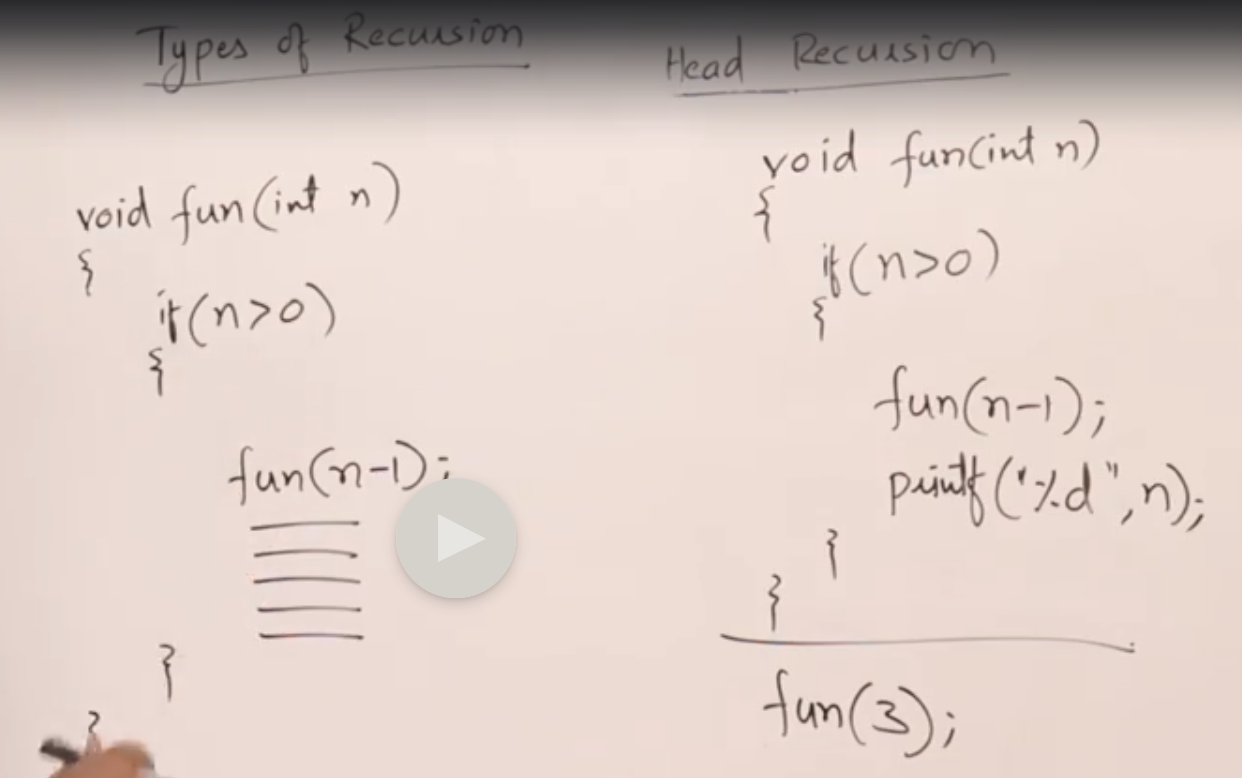 Types of Recursion
void fun(int n)
{
if(n>0)
{
fun(n-1);
}
}
Head Recursion
void fun(int n)
{
if(n>0)
{
fun(n-1);
printf("%d",n);
}
}
fun(3);